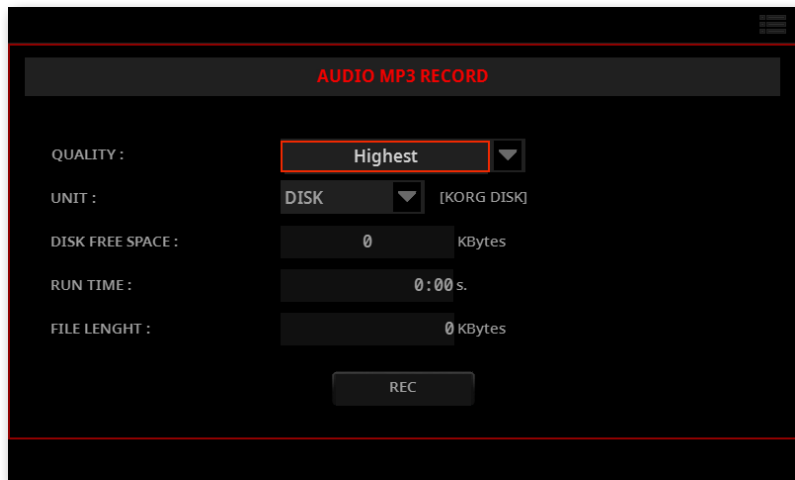 AUDIO MP3 RECORD
QUALITY : Highest
UNIT : DISK [KORG DISK]
DISK FREE SPACE : 0 KBytes
RUN TIME : 0:00 s.
FILE LENGHT : 0 KBytes
REC